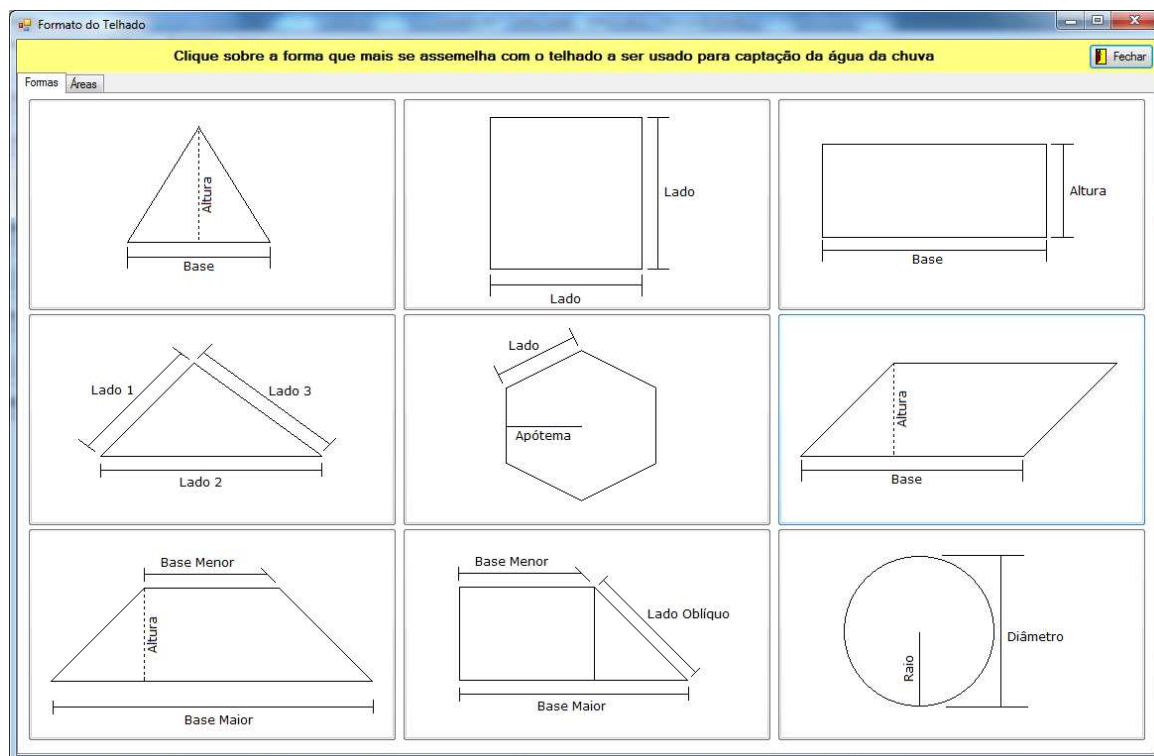 Formato do Telhado
Clique sobre a forma que mais se assemelha com o telhado a ser usado para captação da água da chuva
Fechar
Formas
Áreas
Altura
Base
Lado
Lado
Altura
Base
Lado 1
Lado 3
Lado 2
Lado
Apótema
Altura
Base
Base Menor
Altura
Base Maior
Base Menor
Lado Oblíquo
Base Maior
Raio
Diâmetro